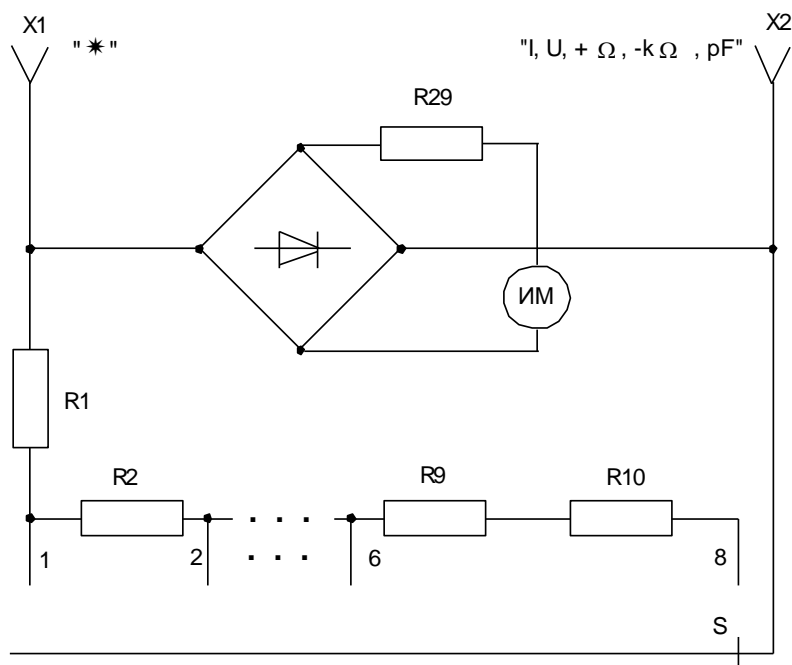 X1
"✷"
"I, U, + Ω, -k Ω , pF"
X2
R29
ИМ
R1
R2
R9
R10
. . .
. . .
1
2
6
8
S